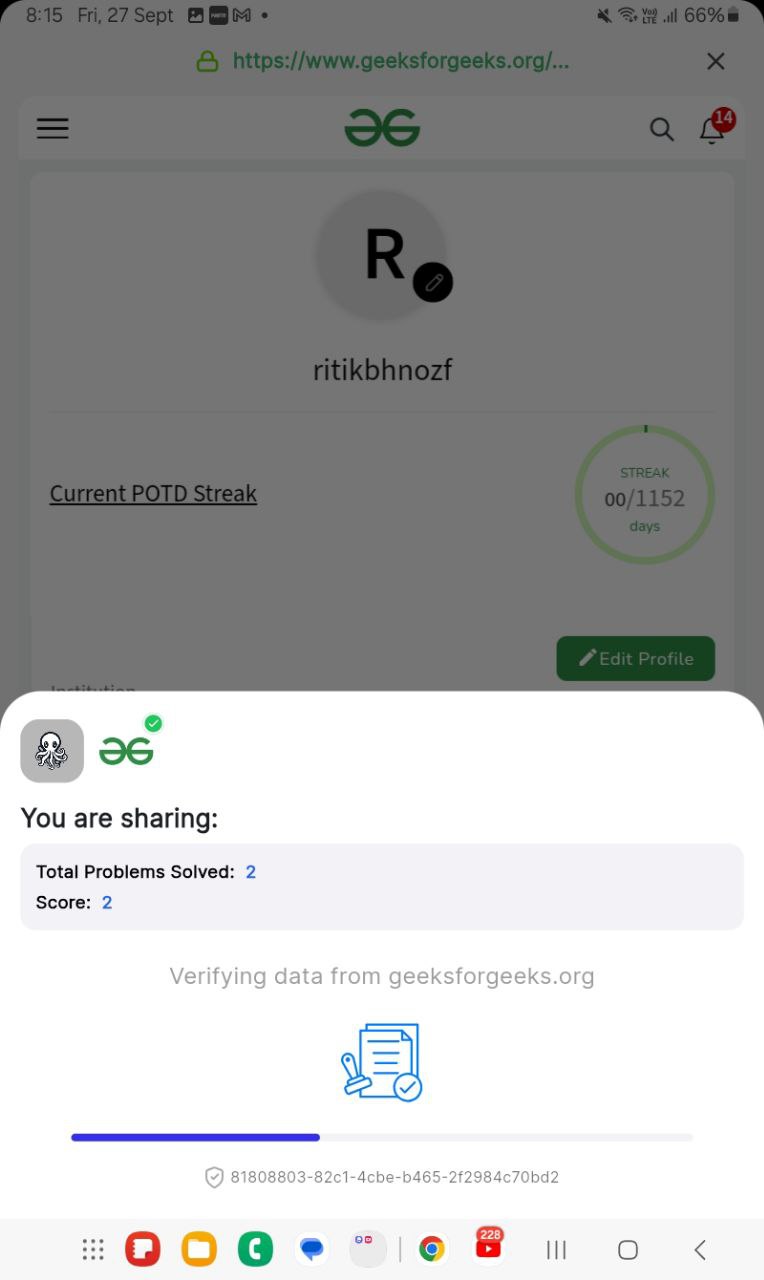 8:15 Fri, 27 Sept
Vo)) LTE 66%
https://www.geeksforgeeks.org/...
14
R
ritikbhnozf
Current POTD Streak
STREAK
00/1152
days
Edit Profile
Institution
You are sharing:
Total Problems Solved: 2
Score: 2
Verifying data from geeksforgeeks.org
81808803-82c1-4cbe-b465-2f2984c70bd2
228